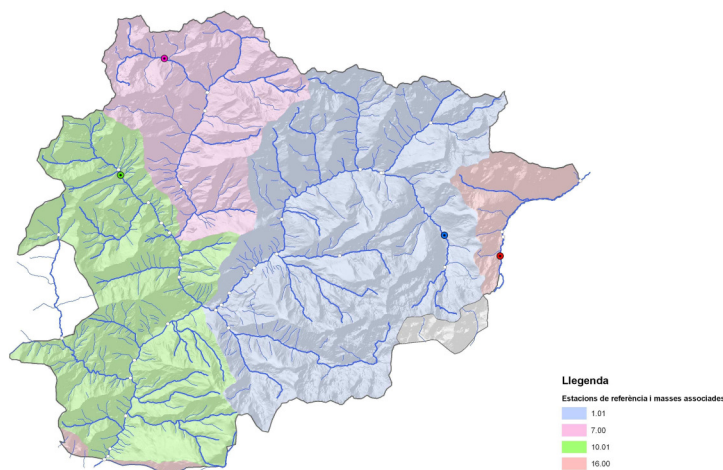 Llegenda
Estacions de referència i masses associades
1.01
7.00
10.01
16.00